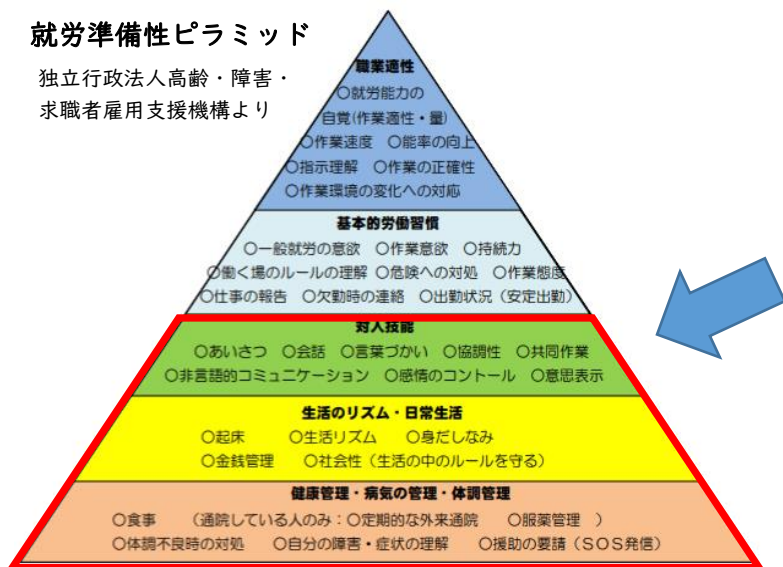 就労準備性ピラミッド
独立行政法人高齢・障害・
求職者雇用支援機構より
職業適性
○就労能力の
自覚(作業適性・量)
○作業速度 ○能率の向上
○指示理解 ○作業の正確性
○作業環境の変化への対応
基本的労働習慣
○一般就労の意欲 ○作業意欲 ○持続力
○働く場のルールの理解 ○危険への対処 ○作業態度
○仕事の報告 ○欠勤時の連絡 ○出勤状況（安定出勤）
対人技能
○あいさつ ○会話 ○言葉づかい ○協調性 ○共同作業
○非言語的コミュニケーション ○感情のコントール ○意思表示
生活のリズム・日常生活
○起床 ○生活リズム ○身だしなみ
○金銭管理 ○社会性（生活の中のルールを守る）
健康管理・病気の管理・体調管理
○食事 （通院している人のみ：○定期的な外来通院 ○服薬管理 ）
○体調不良時の対処 ○自分の障害・症状の理解 ○援助の要請（SOS発信）